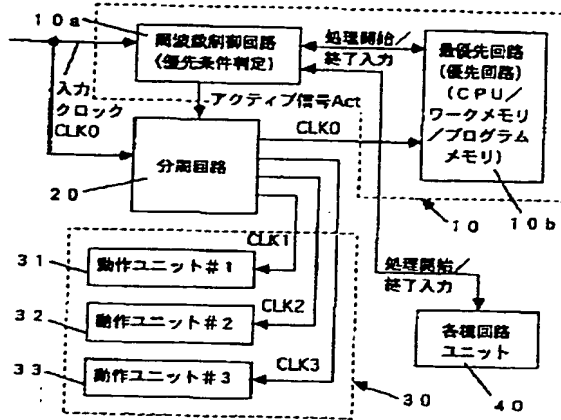 10a
周波数制御回路
(優先条件判定)
処理開始/
終了入力
最優先回路
(優先回路)
(CPU/
ワークメモリ
/プログラム
メモリ)
入力
クロック
CLK0
アクティブ信号Act
CLK0
分周回路
20
10
10b
CLK1
31
動作ユニット#1
処理開始/
終了入力
CLK2
32
動作ユニット#2
各種回路
ユニット
CLK3
33
動作ユニット#3
30
40